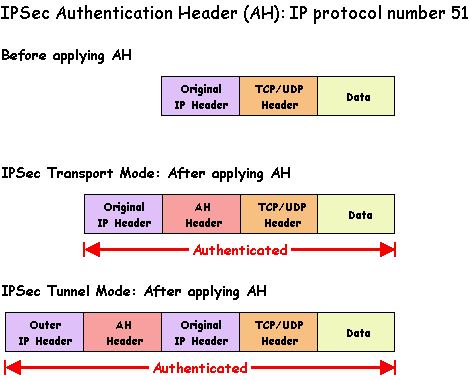 IPSec Authentication Header (AH): IP protocol number 51
Before applying AH
Original IP Header
TCP/UDP Header
Data
IPSec Transport Mode: After applying AH
Original IP Header
AH Header
TCP/UDP Header
Data
Authenticated
IPSec Tunnel Mode: After applying AH
Outer IP Header
AH Header
Original IP Header
TCP/UDP Header
Data
Authenticated